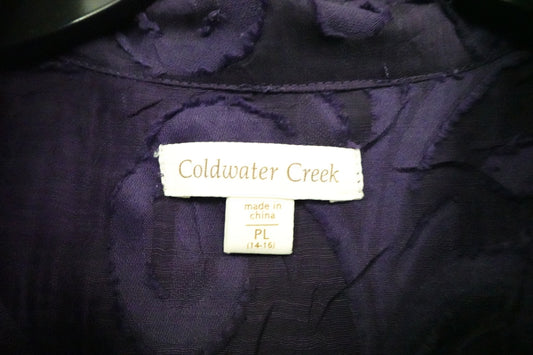 Coldwater Creek
made in
china
PL
(14-16)